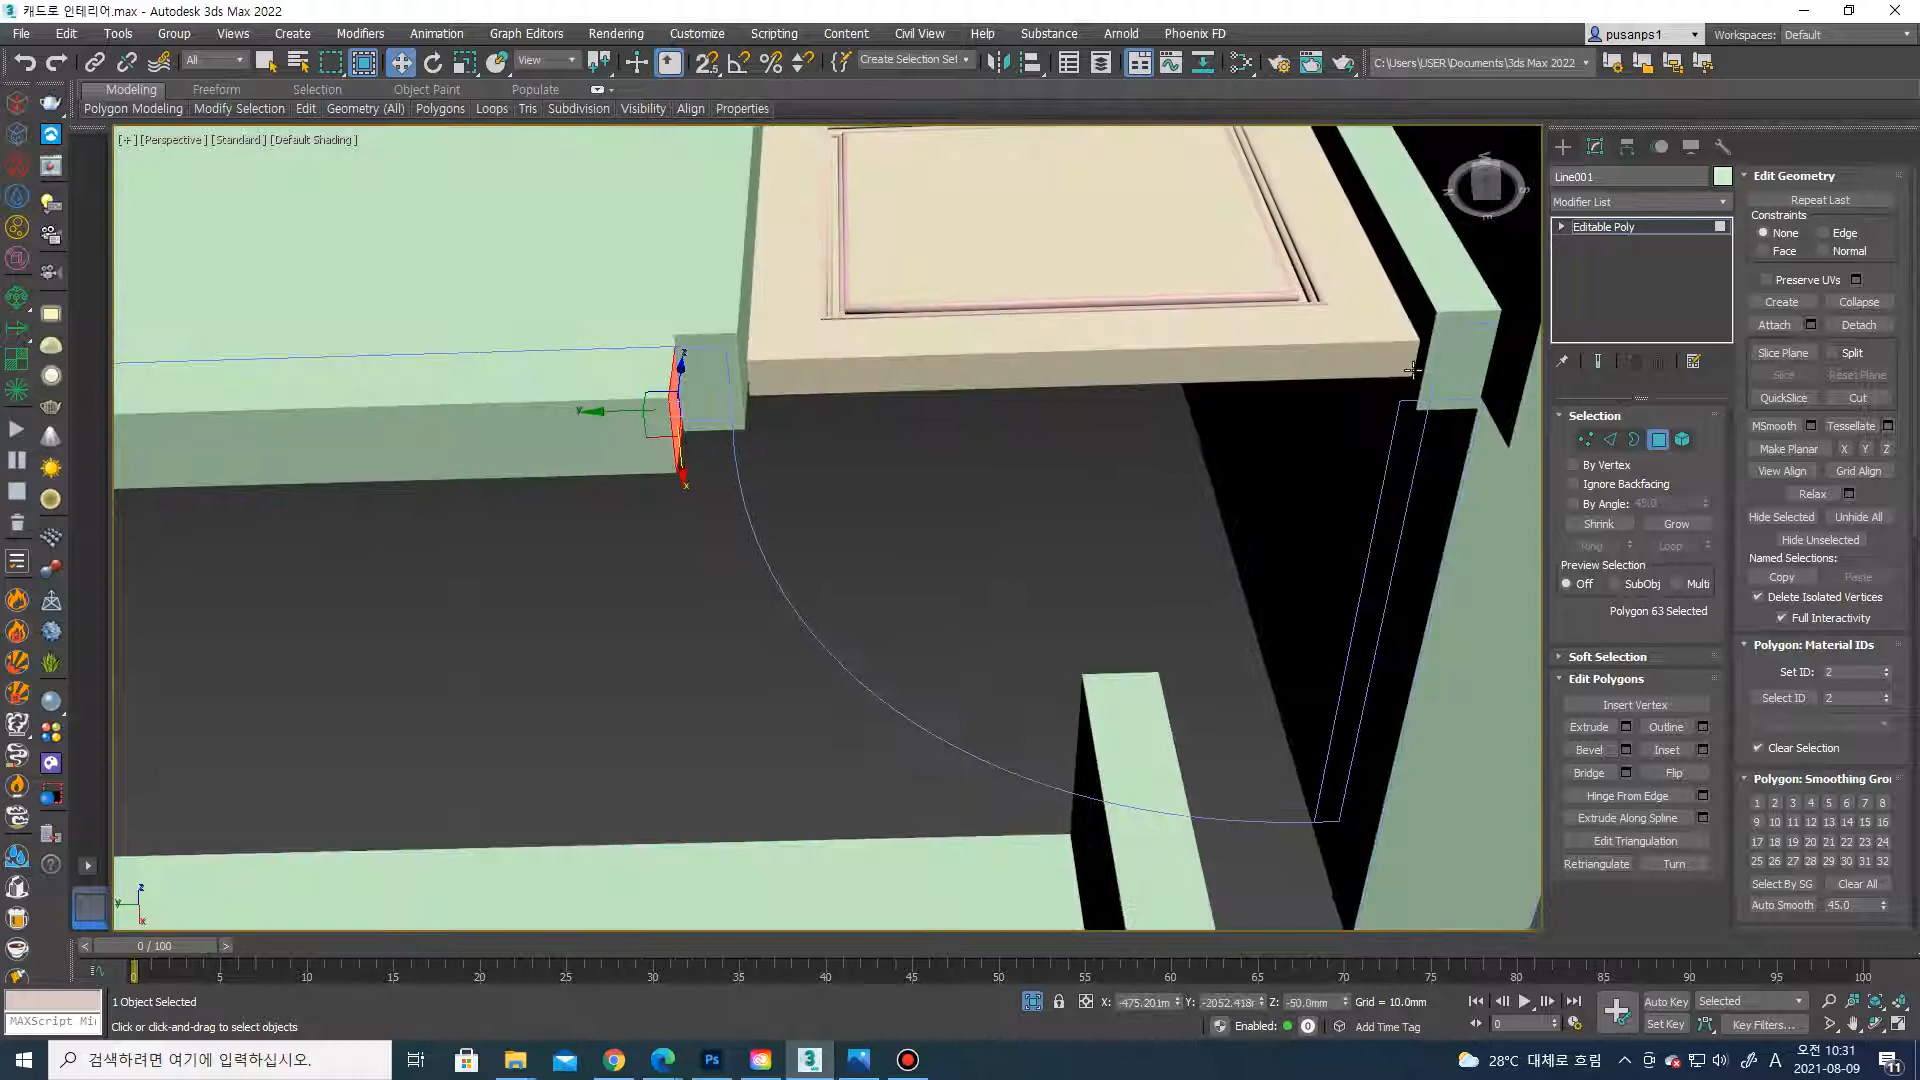 캐드로 인테리어.max - Autodesk 3ds Max 2022
File Edit Tools Group Views Create Modifiers Animation Graph Editors Rendering Customize Scripting Content Civil View Help Substance Arnold Phoenix FD
pusanps1 Workspaces: Default
All View Create Selection Set C:\Users\USER\Documents\3ds Max 2022
Modeling Freeform Selection Object Paint Populate
Polygon Modeling Modify Selection Edit Geometry (All) Polygons Loops Tris Subdivision Visibility Align Properties
[+] [Perspective] [Standard] [Default Shading]
Line001
Modifier List
Editable Poly
Selection
By Vertex
Ignore Backfacing
By Angle: 45.0
Shrink Grow
Ring Loop
Preview Selection
Off SubObj Multi
Polygon 63 Selected
Soft Selection
Edit Polygons
Insert Vertex
Extrude Outline
Bevel Inset
Bridge Flip
Hinge From Edge
Extrude Along Spline
Edit Triangulation
Retriangulate Turn
Edit Geometry
Repeat Last
Constraints
None Edge
Face Normal
Preserve UVs
Create Collapse
Attach Detach
Slice Plane Split
Slice Reset Plane
QuickSlice Cut
MSmooth Tessellate
Make Planar X Y Z
View Align Grid Align
Relax
Hide Selected Unhide All
Hide Unselected
Named Selections:
Copy Paste
Delete Isolated Vertices
Full Interactivity
Polygon: Material IDs
Set ID: 2
Select ID 2
Clear Selection
Polygon: Smoothing Gro
1 2 3 4 5 6 7 8
9 10 11 12 13 14 15 16
17 18 19 20 21 22 23 24
25 26 27 28 29 30 31 32
Select By SG Clear All
Auto Smooth 45.0
z
y
x
z
y
x
< 0 / 100 >
0 5 10 15 20 25 30 35 40 45 50 55 60 65 70 75 80 85 90 95 100
1 Object Selected X: -475.201m Y: -2052.418r Z: -50.0mm Grid = 10.0mm Auto Key Selected
MAXScript Mi Click or click-and-drag to select objects Enabled: 0 Add Time Tag 0 Set Key Key Filters...
검색하려면 여기에 입력하십시오.
Ps 3
28°C 대체로 흐림 A
오전 10:31
2021-08-09
11